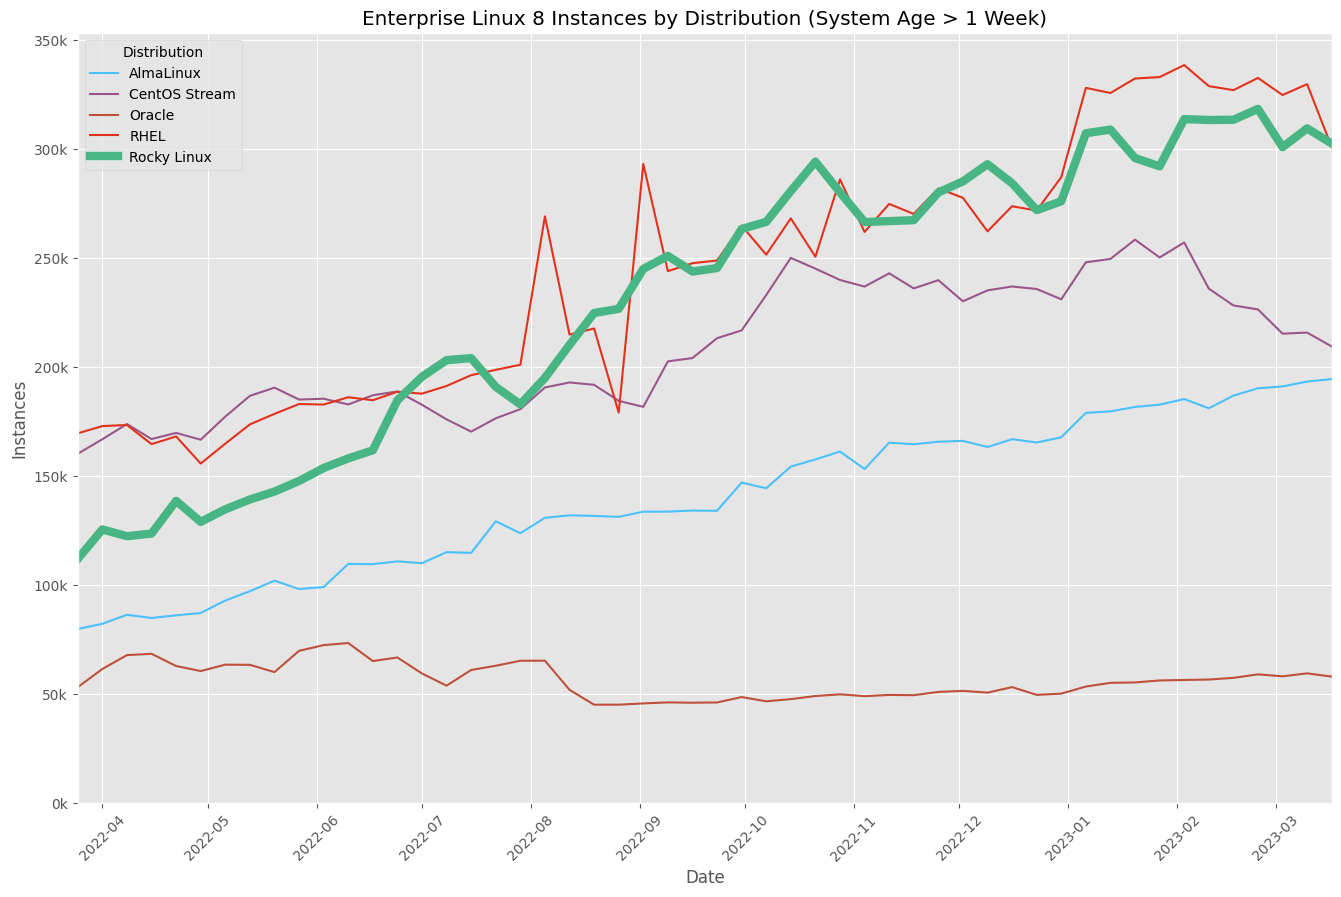 Enterprise Linux 8 Instances by Distribution (System Age > 1 Week)
350k
300k
250k
200k
150k
100k
50k
0k
Instances
Distribution
AlmaLinux
CentOS Stream
Oracle
RHEL
Rocky Linux
2022-04
2022-05
2022-06
2022-07
2022-08
2022-09
2022-10
2022-11
2022-12
2023-01
2023-02
2023-03
Date